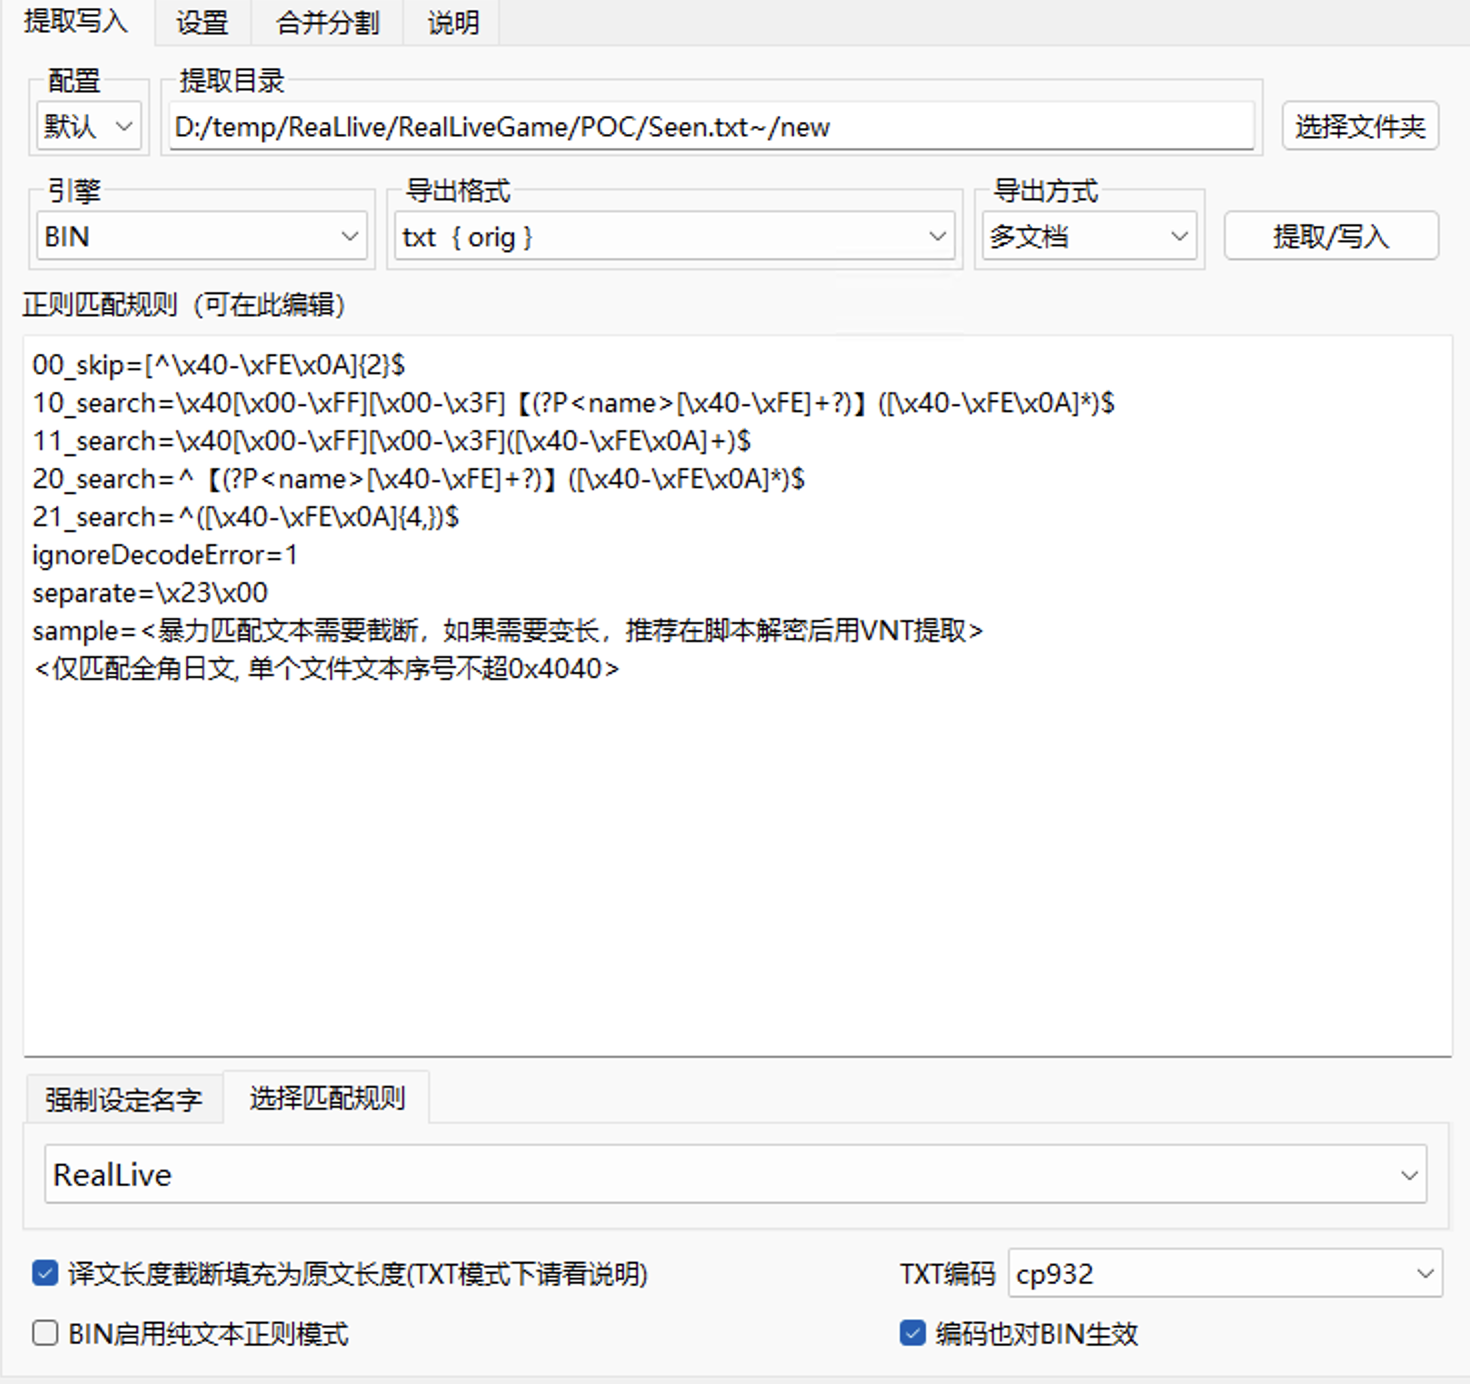 提取写入 设置 合并分割 说明
配置 提取目录
默认 D:/temp/ReaLlive/RealLiveGame/POC/Seen.txt~/new 选择文件夹
引擎 导出格式 导出方式
BIN txt { orig } 多文档 提取/写入
正则匹配规则（可在此编辑）
00_skip=[^\x40-\xFE\x0A]{2}$
10_search=\x40[\x00-\xFF][\x00-\x3F]【(?P<name>[\x40-\xFE]+?)】([\x40-\xFE\x0A]*)$
11_search=\x40[\x00-\xFF][\x00-\x3F]([\x40-\xFE\x0A]+)$
20_search=^【(?P<name>[\x40-\xFE]+?)】([\x40-\xFE\x0A]*)$
21_search=^([\x40-\xFE\x0A]{4,})$
ignoreDecodeError=1
separate=\x23\x00
sample=<暴力匹配文本需要截断，如果需要变长，推荐在脚本解密后用VNT提取>
<仅匹配全角日文, 单个文件文本序号不超0x4040>
强制设定名字 选择匹配规则
RealLive
译文长度截断填充为原文长度(TXT模式下请看说明) TXT编码 cp932
BIN启用纯文本正则模式 编码也对BIN生效